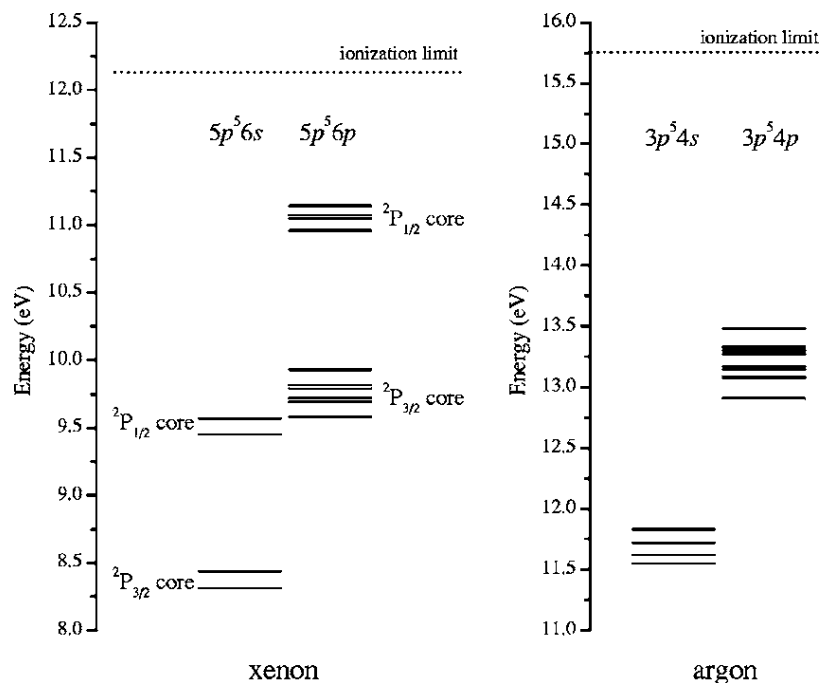 12.5
12.0
11.5
11.0
10.5
10.0
9.5
9.0
8.5
8.0
Energy (eV)
ionization limit
5p⁵6s 5p⁵6p
²P₁/₂ core
²P₃/₂ core
²P₁/₂ core
²P₃/₂ core
xenon
16.0
15.5
15.0
14.5
14.0
13.5
13.0
12.5
12.0
11.5
11.0
Energy (eV)
ionization limit
3p⁵4s 3p⁵4p
argon